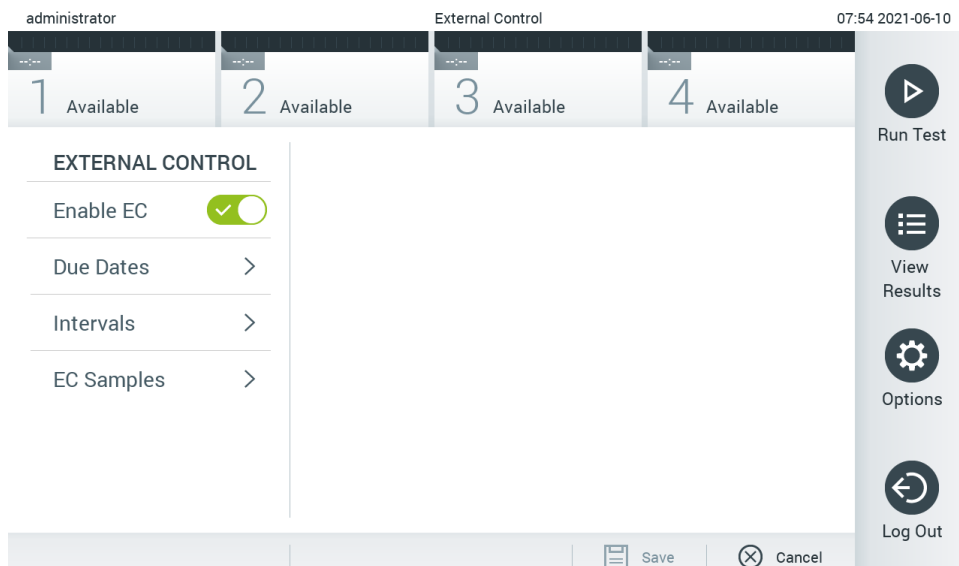 administrator External Control 07:54 2021-06-10
--:-- --:-- --:-- --:--
1 Available 2 Available 3 Available 4 Available
Run Test
EXTERNAL CONTROL
Enable EC
Due Dates
View
Results
Intervals
EC Samples
Options
Log Out
Save Cancel